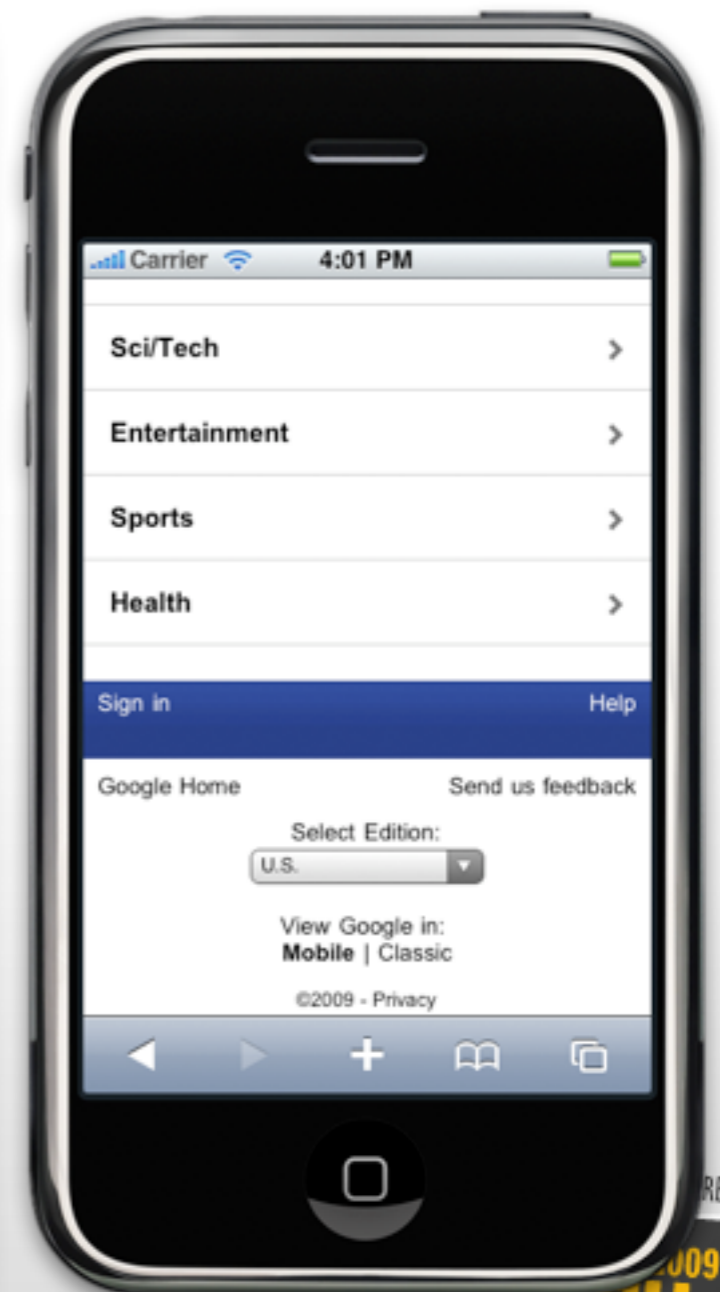 Carrier 4:01 PM
Sci/Tech
Entertainment
Sports
Health
Sign in Help
Google Home Send us feedback
Select Edition:
U.S.
View Google in:
Mobile | Classic
©2009 - Privacy